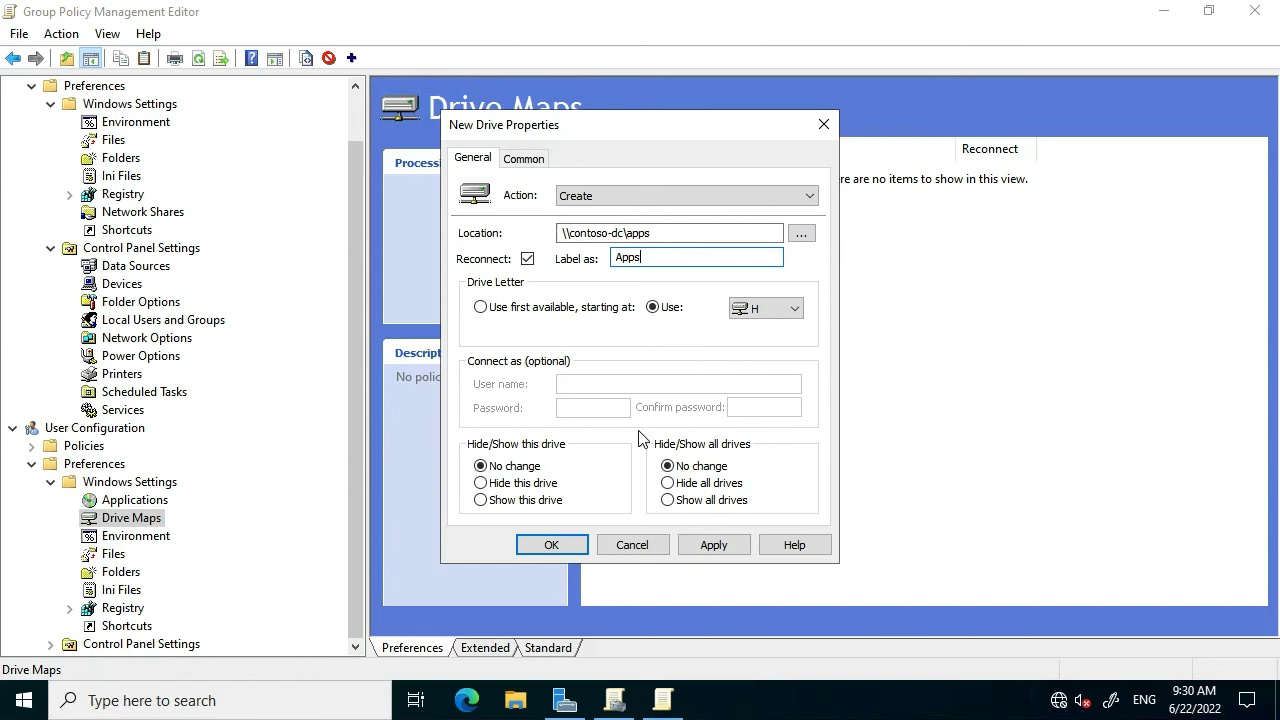 Group Policy Management Editor
File Action View Help
Preferences
Windows Settings
Environment
Files
Folders
Ini Files
Registry
Network Shares
Shortcuts
Control Panel Settings
Data Sources
Devices
Folder Options
Local Users and Groups
Network Options
Power Options
Printers
Scheduled Tasks
Services
User Configuration
Policies
Preferences
Windows Settings
Applications
Drive Maps
Environment
Files
Folders
Ini Files
Registry
Shortcuts
Control Panel Settings
Drive Maps
Reconnect
re are no items to show in this view.
No polic
New Drive Properties
General Common
Action: Create
Location: \\contoso-dc\apps ...
Reconnect: Label as: Apps
Drive Letter
Use first available, starting at: Use: H
Connect as (optional)
User name:
Password: Confirm password:
Hide/Show this drive
No change
Hide this drive
Show this drive
Hide/Show all drives
No change
Hide all drives
Show all drives
OK Cancel Apply Help
Preferences Extended Standard
Drive Maps
Type here to search
ENG
9:30 AM
6/22/2022